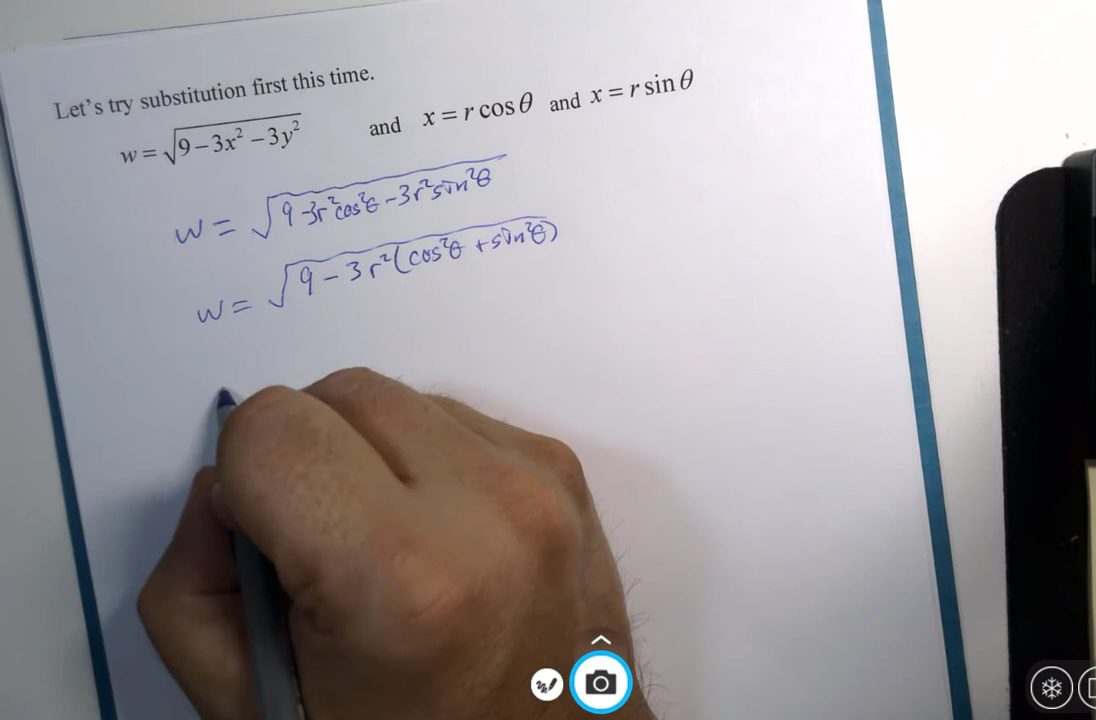 Let's try substitution first this time.
w = √(9 − 3x² − 3y²) and x = r cos θ and x = r sin θ
w = √(9 − 3r²cos²θ − 3r²sin²θ)
w = √(9 − 3r²(cos²θ + sin²θ))